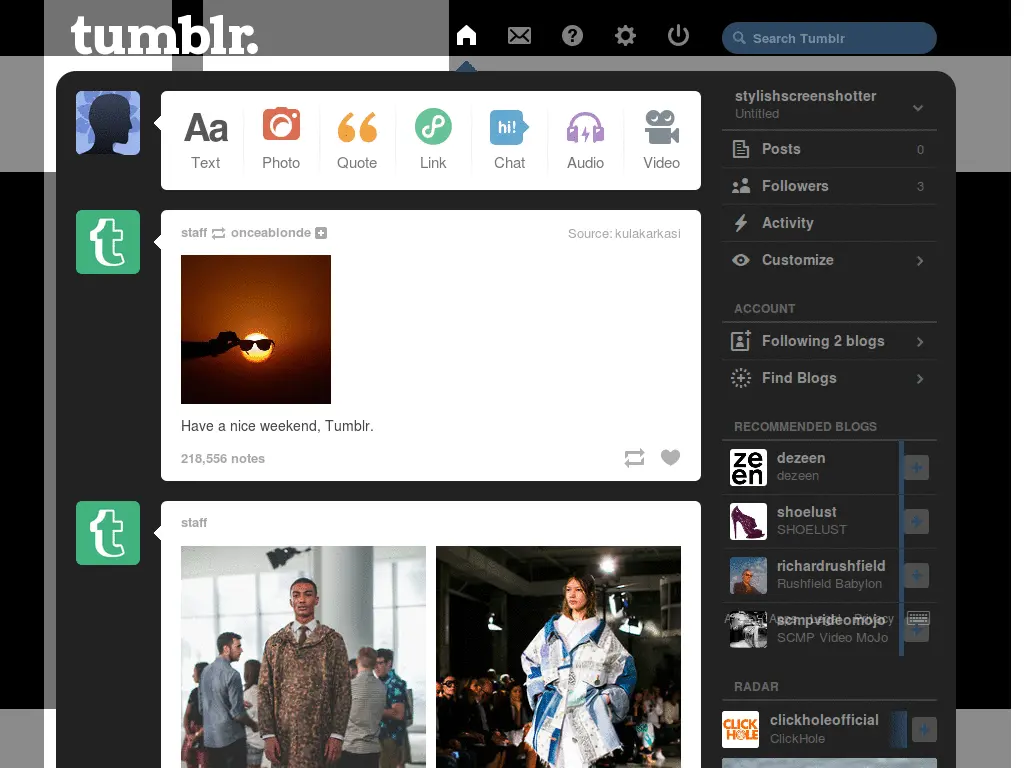 tumblr.
Search Tumblr
Aa
Text
Photo
Quote
Link
hi!
Chat
Audio
Video
staff onceablonde
Source: kulakarkasi
Have a nice weekend, Tumblr.
218,556 notes
staff
stylishscreenshotter
Untitled
Posts 0
Followers 3
Activity
Customize
ACCOUNT
Following 2 blogs
Find Blogs
RECOMMENDED BLOGS
ze
en
dezeen
dezeen
shoelust
SHOELUST
richardrushfield
Rushfield Babylon
scmpvideomojo
Legal Privacy
SCMP Video MoJo
RADAR
CLICK
HOLE
clickholeofficial
ClickHole